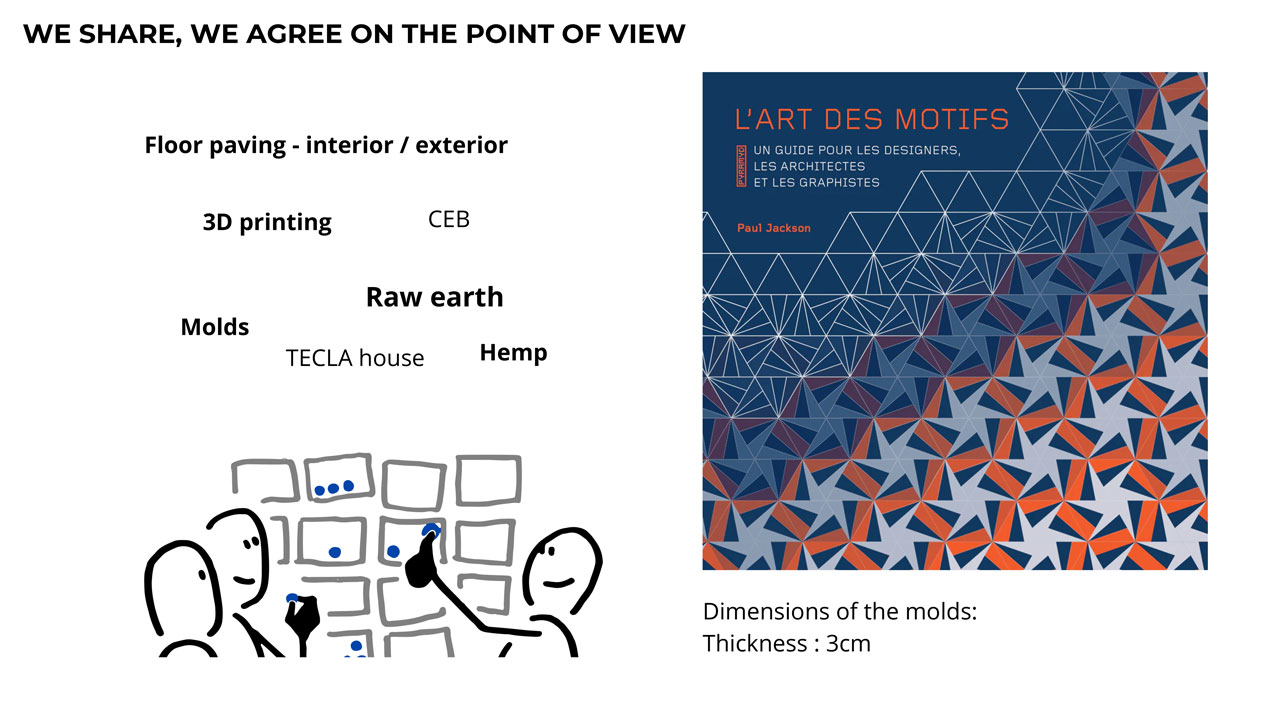 WE SHARE, WE AGREE ON THE POINT OF VIEW
Floor paving - interior / exterior
3D printing
CEB
Raw earth
Molds
TECLA house
Hemp
L'ART DES MOTIFS
PYRAMYD
UN GUIDE POUR LES DESIGNERS,
LES ARCHITECTES
ET LES GRAPHISTES
Paul Jackson
Dimensions of the molds:
Thickness : 3cm